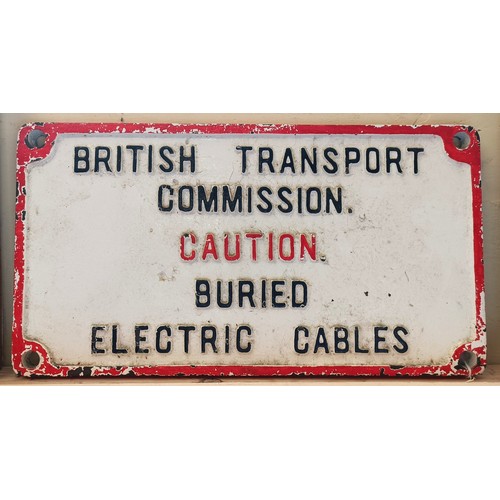 BRITISH TRANSPORT
COMMISSION.
CAUTION.
BURIED
ELECTRIC CABLES